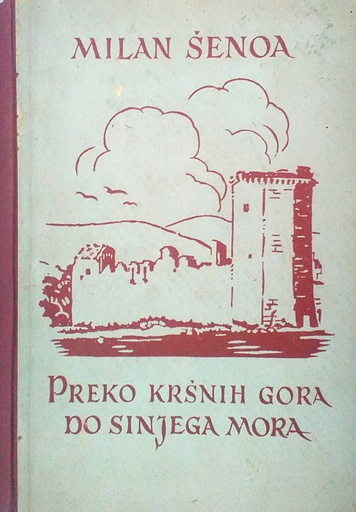 MILAN ŠENOA
PREKO KRŠNIH GORA
DO SINJEGA MORA